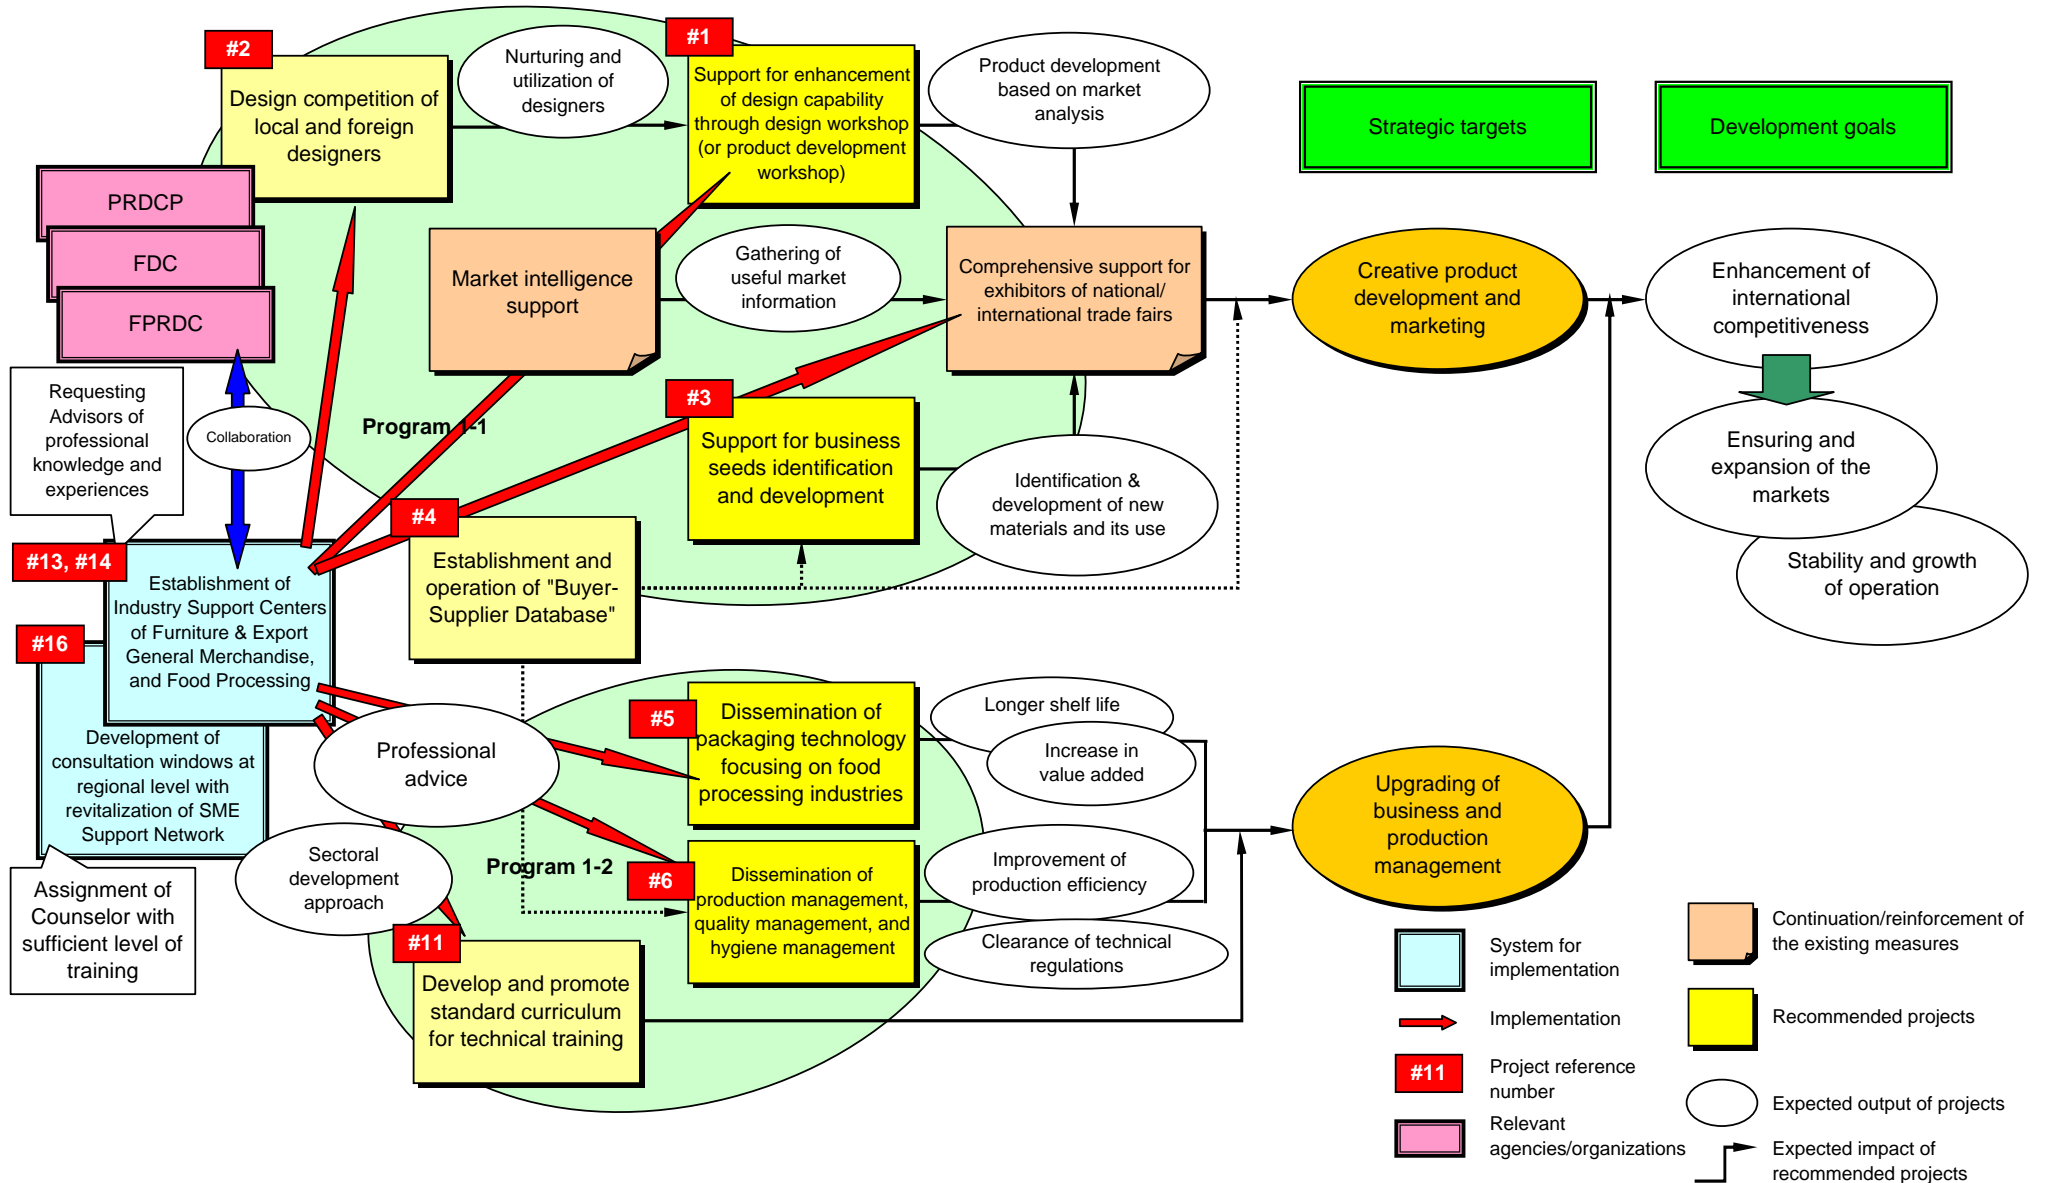 #2
Design competition of
local and foreign
designers
Nurturing and
utilization of
designers
#1
Support for enhancement
of design capability
through design workshop
(or product development
workshop)
Product development
based on market
analysis
Strategic targets
Development goals
PRDCP
FDC
FPRDC
Market intelligence
support
Gathering of
useful market
information
Comprehensive support for
exhibitors of national/
international trade fairs
Creative product
development and
marketing
Enhancement of
international
competitiveness
Requesting
Advisors of
professional
knowledge and
experiences
Collaboration
Program 1-1
#3
Support for business
seeds identification
and development
Identification &
development of new
materials and its use
Ensuring and
expansion of the
markets
Stability and growth
of operation
#4
Establishment and
operation of "Buyer-
Supplier Database"
#13, #14
Establishment of
Industry Support Centers
of Furniture & Export
General Merchandise,
and Food Processing
#16
Development of
consultation windows at
regional level with
revitalization of SME
Support Network
Assignment of
Counselor with
sufficient level of
training
Professional
advice
Sectoral
development
approach
Program 1-2
#5
Dissemination of
packaging technology
focusing on food
processing industries
Longer shelf life
Increase in
value added
#6
Dissemination of
production management,
quality management, and
hygiene management
Improvement of
production efficiency
Clearance of technical
regulations
#11
Develop and promote
standard curriculum
for technical training
Upgrading of
business and
production
management
System for
implementation
Implementation
#11
Project reference
number
Relevant
agencies/organizations
Continuation/reinforcement of
the existing measures
Recommended projects
Expected output of projects
Expected impact of
recommended projects